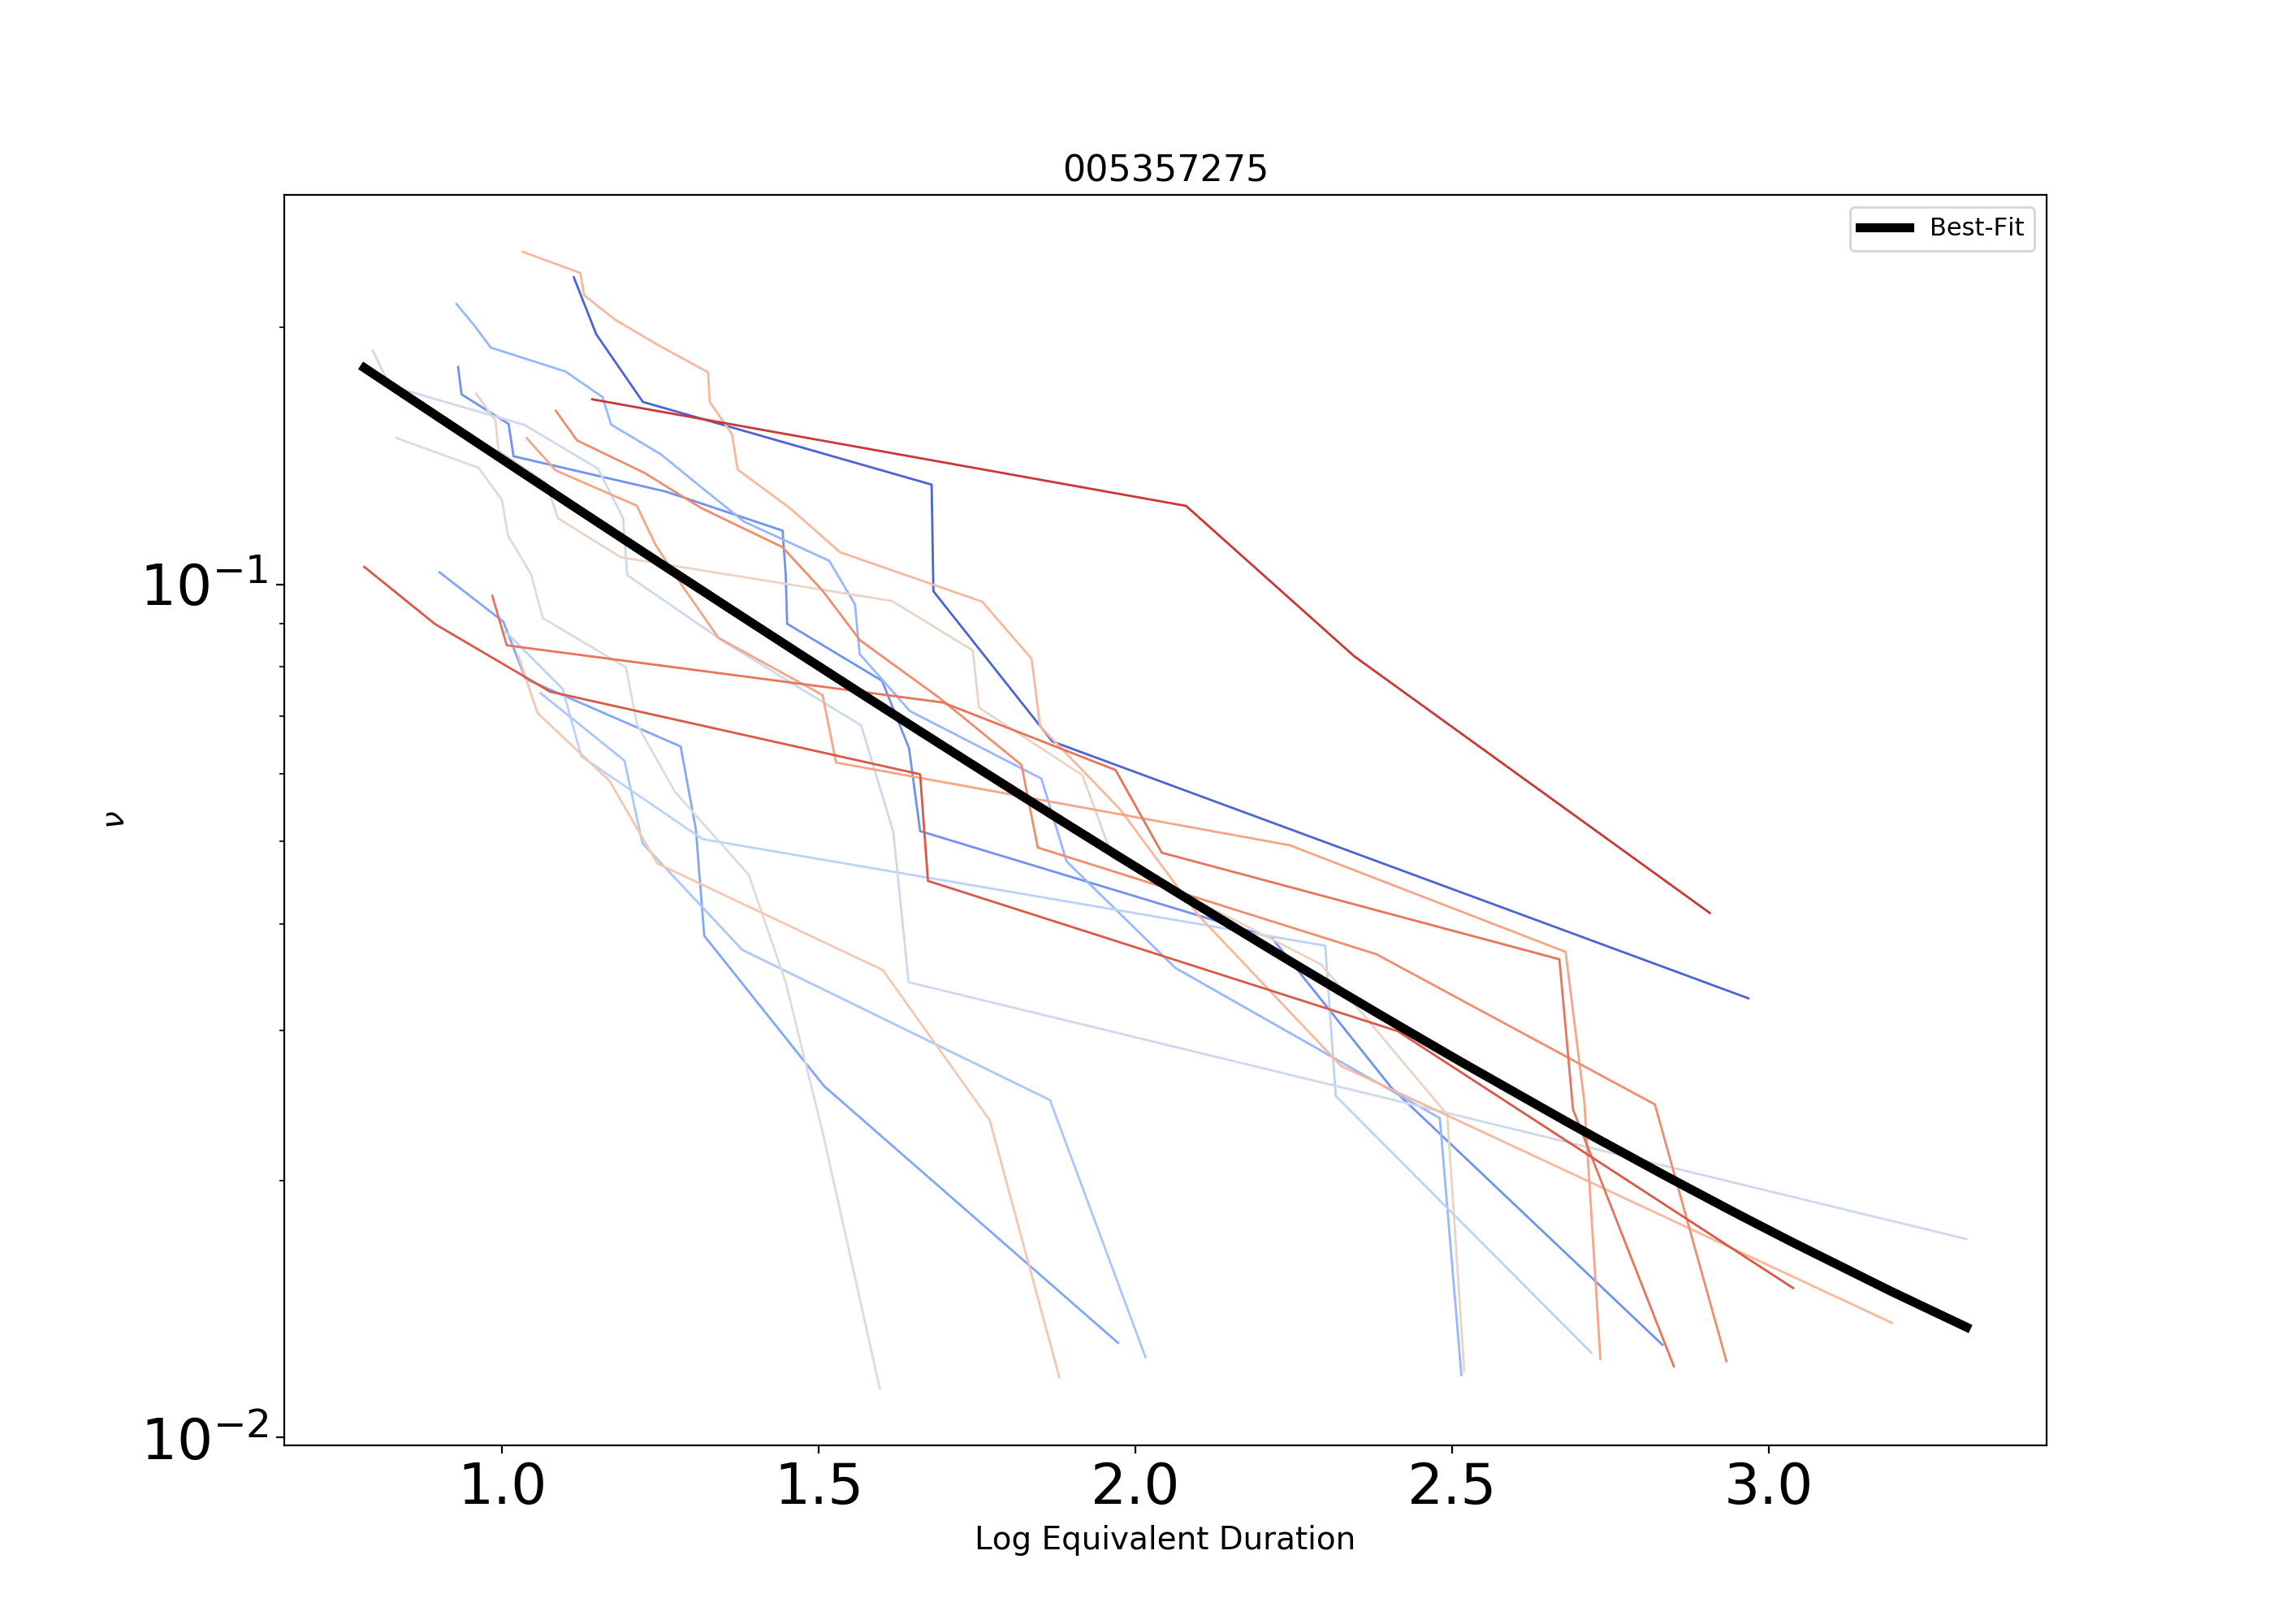 005357275
Best-Fit
10⁻¹
ν
10⁻²
1.0 1.5 2.0 2.5 3.0
Log Equivalent Duration